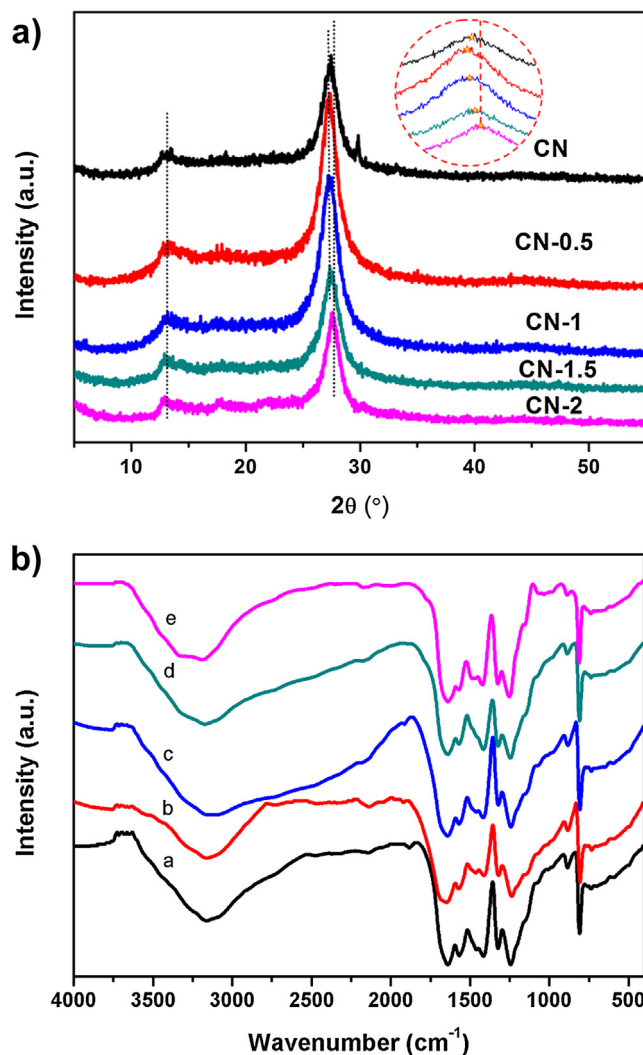 a)
CN
CN-0.5
CN-1
CN-1.5
CN-2
Intensity (a.u.)
10 20 30 40 50
2θ (°)
b)
e
d
c
b
a
Intensity (a.u.)
4000 3500 3000 2500 2000 1500 1000 500
Wavenumber (cm⁻¹)